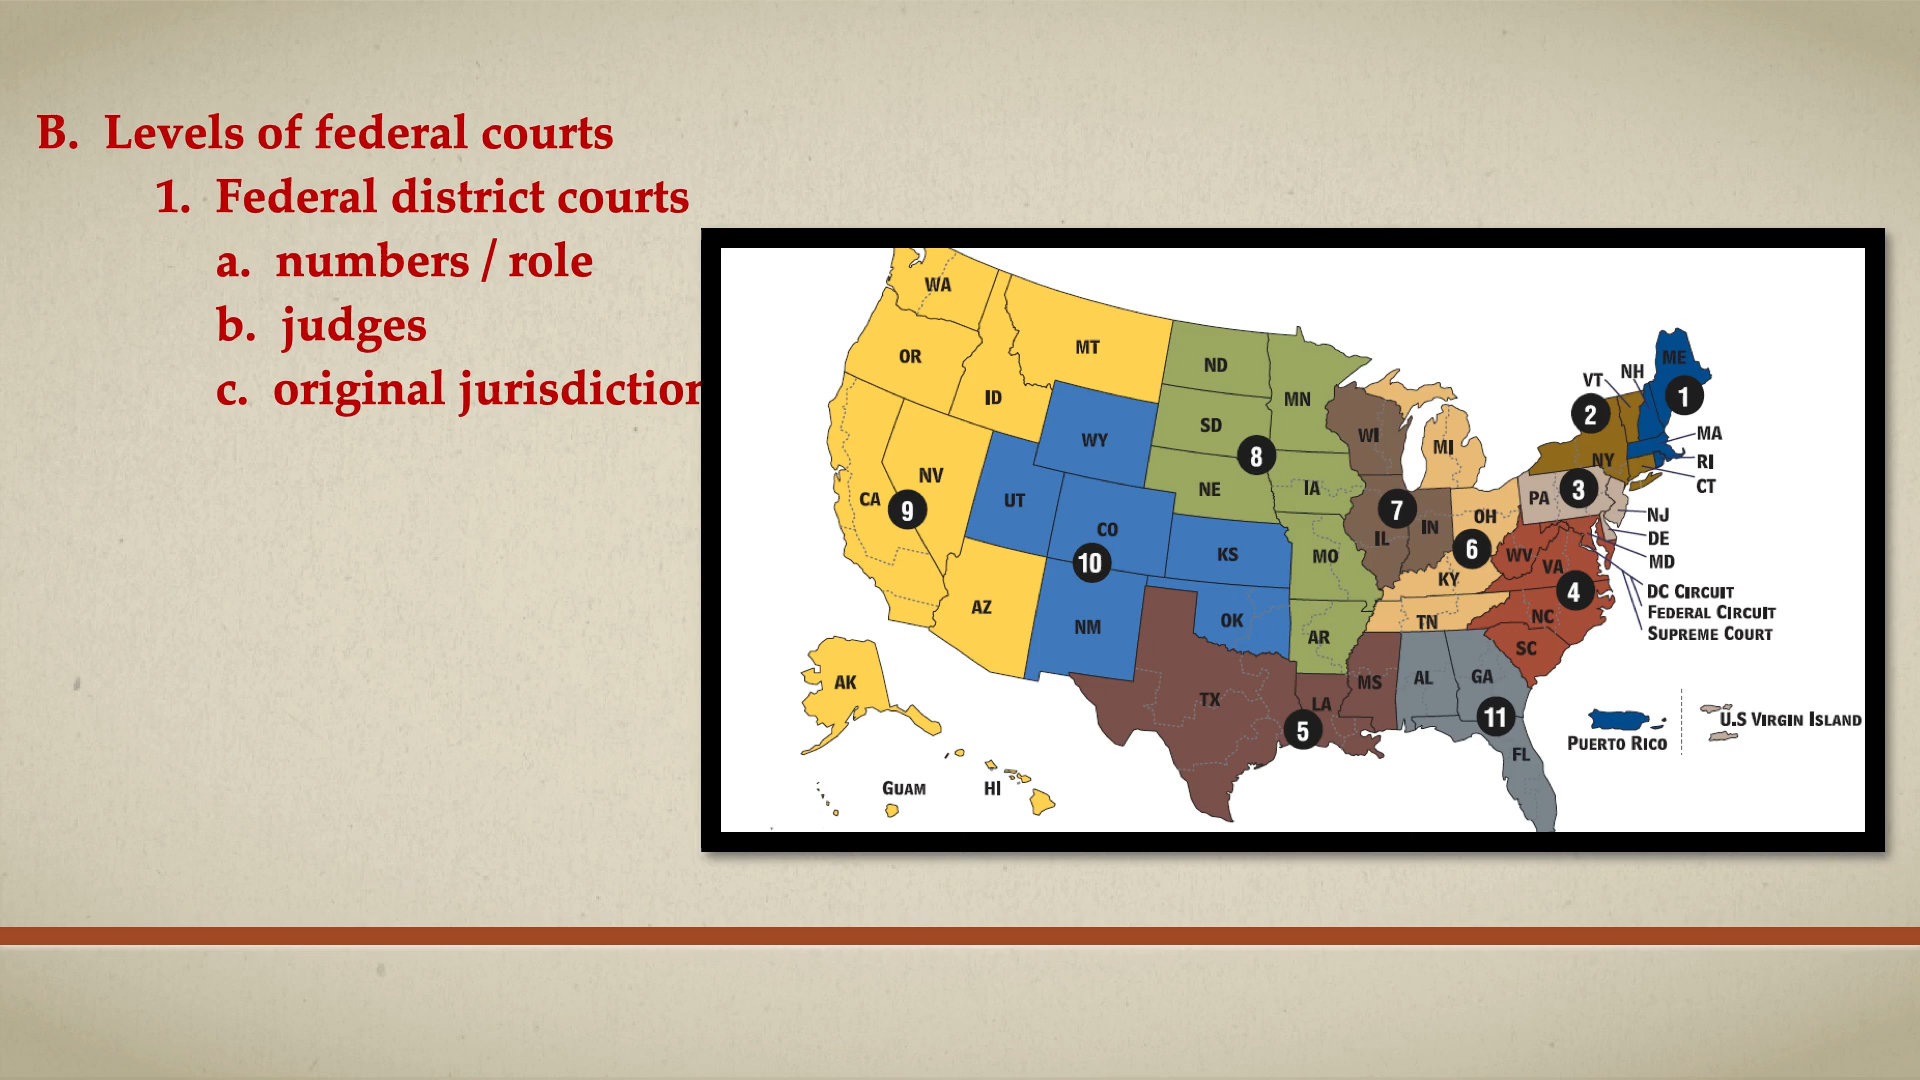 B. Levels of federal courts
1. Federal district courts
a. numbers / role
b. judges
c. original jurisdiction
WA
OR
MT
ID
ND
MN
SD
WY
NV
CA
9
UT
CO
10
NE
8
IA
KS
MO
AZ
NM
OK
AR
TX
LA
5
MS
AL
GA
11
FL
WI
MI
7
IL
IN
OH
6
KY
TN
WV
VA
4
NC
SC
PA
3
NY
2
VT
NH
ME
1
MA
RI
CT
NJ
DE
MD
DC CIRCUIT
FEDERAL CIRCUIT
SUPREME COURT
AK
GUAM
HI
PUERTO RICO
U.S VIRGIN ISLAND